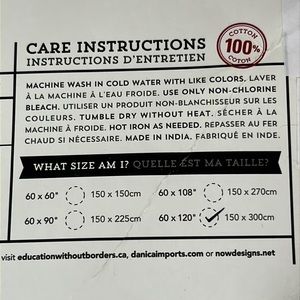 CARE INSTRUCTIONS
INSTRUCTIONS D'ENTRETIEN
COTTON
100%
COTON
MACHINE WASH IN COLD WATER WITH LIKE COLORS, LAVER
À LA MACHINE À L'EAU FROIDE. USE ONLY NON-CHLORINE
BLEACH. UTILISER UN PRODUIT NON-BLANCHISSEUR SUR LES
COULEURS. TUMBLE DRY WITHOUT HEAT. SÉCHER À LA
MACHINE À FROIDE. HOT IRON AS NEEDED. REPASSER AU FER
CHAUD SI NÉCESSAIRE. MADE IN INDIA. FABRIQUÉ EN INDE.
WHAT SIZE AM I? QUELLE EST MA TAILLE?
60 x 60" 150 x 150cm 60 x 108" 150 x 270cm
60 x 90" 150 x 225cm 60 x 120" 150 x 300cm
visit educationwithoutborders.ca, danicaimports.com or nowdesigns.net